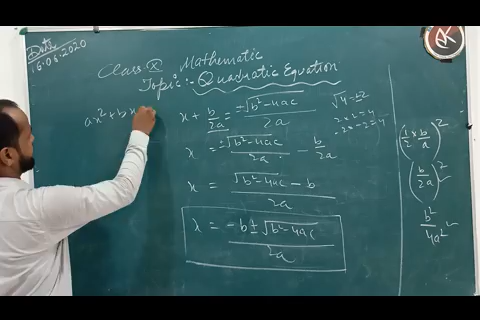 Date
16.08.2020
Class X Mathematic
Topic:- Quadratic Equation
ax² + bx +
x + b/2a = ±√b²-4ac / 2a
x = ±√b²-4ac / 2a - b/2a
x = √b²-4ac - b / 2a
x = -b ± √b²-4ac / 2a
√4 = ±2
2×2=4
-2×-2=4
(1/2 × b/a)²
(b/2a)²
b²/4a²